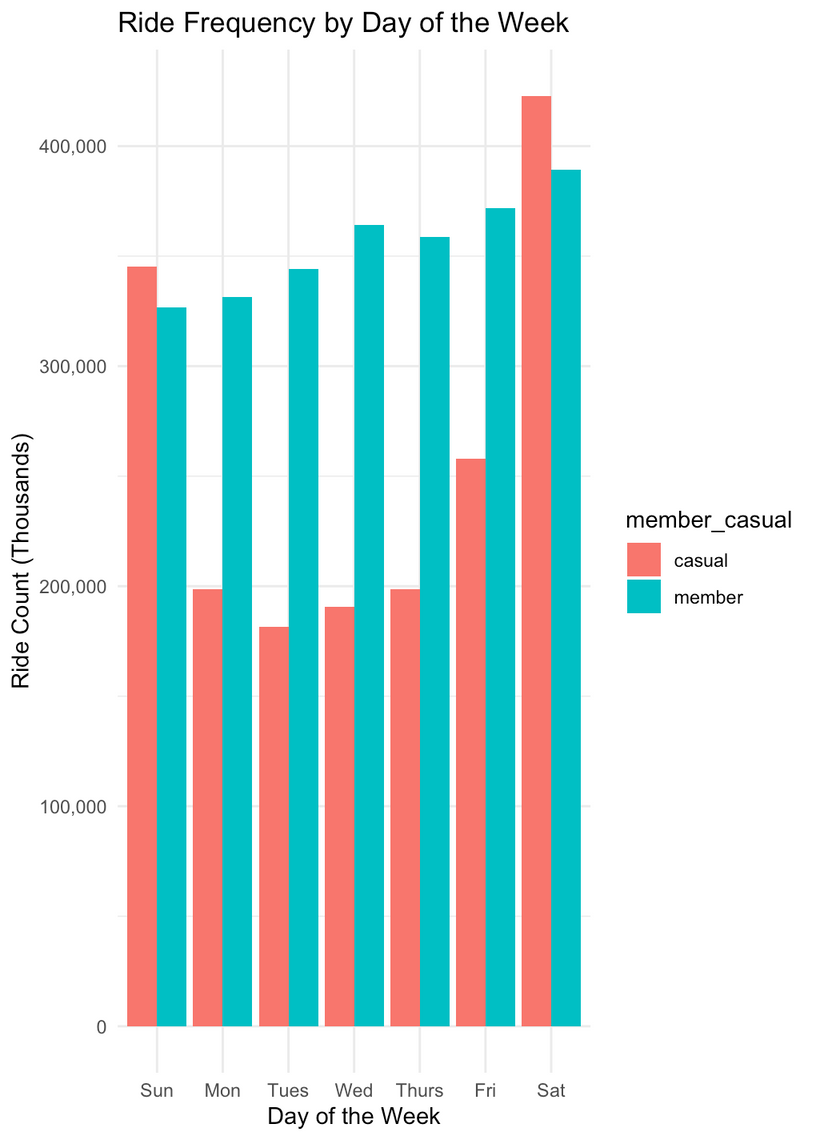 Ride Frequency by Day of the Week
400,000
300,000
200,000
100,000
0
Ride Count (Thousands)
Sun Mon Tues Wed Thurs Fri Sat
Day of the Week
member_casual
casual
member